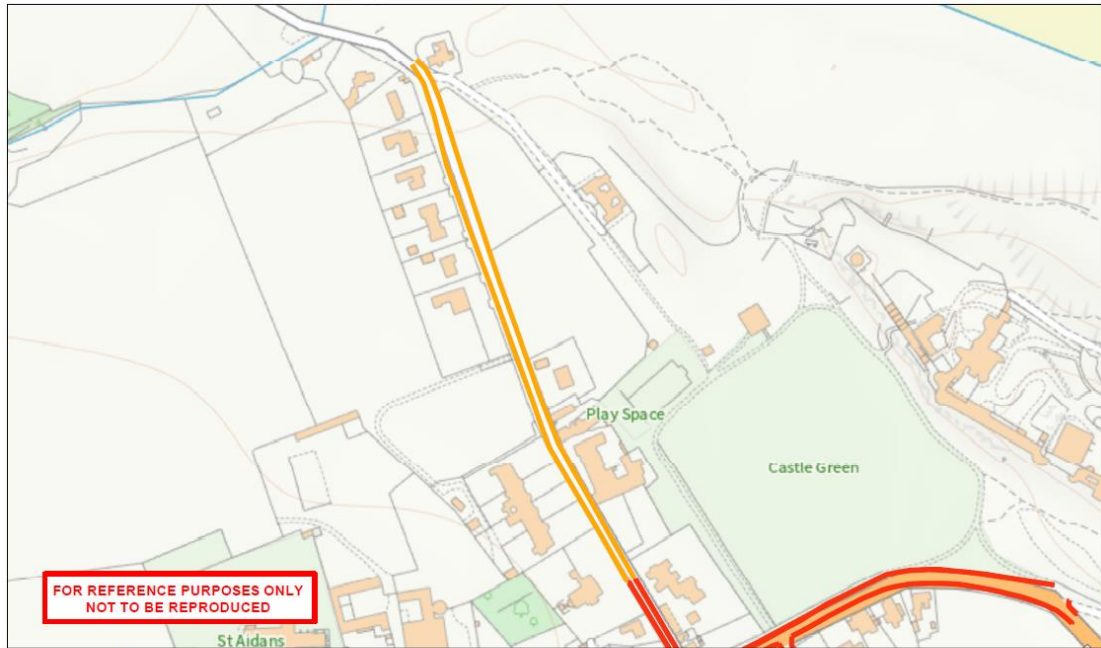 Play Space
Castle Green
FOR REFERENCE PURPOSES ONLY
NOT TO BE REPRODUCED
St Aidans